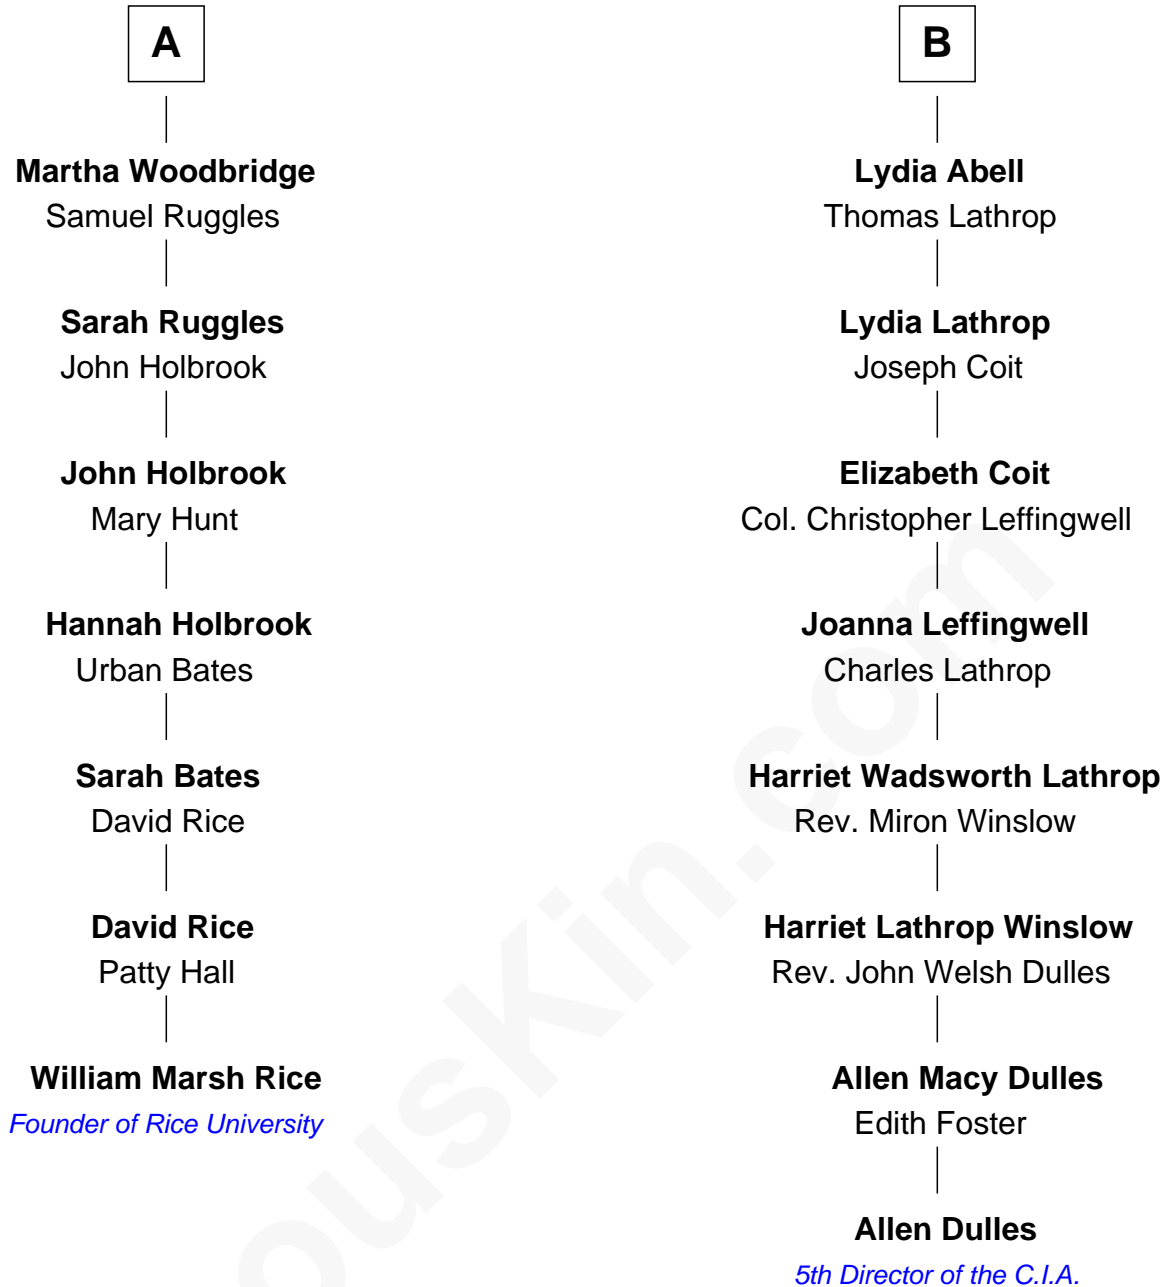 A
Martha Woodbridge
Samuel Ruggles
Sarah Ruggles
John Holbrook
John Holbrook
Mary Hunt
Hannah Holbrook
Urban Bates
Sarah Bates
David Rice
David Rice
Patty Hall
William Marsh Rice
Founder of Rice University
B
Lydia Abell
Thomas Lathrop
Lydia Lathrop
Joseph Coit
Elizabeth Coit
Col. Christopher Leffingwell
Joanna Leffingwell
Charles Lathrop
Harriet Wadsworth Lathrop
Rev. Miron Winslow
Harriet Lathrop Winslow
Rev. John Welsh Dulles
Allen Macy Dulles
Edith Foster
Allen Dulles
5th Director of the C.I.A.
ousKin.com